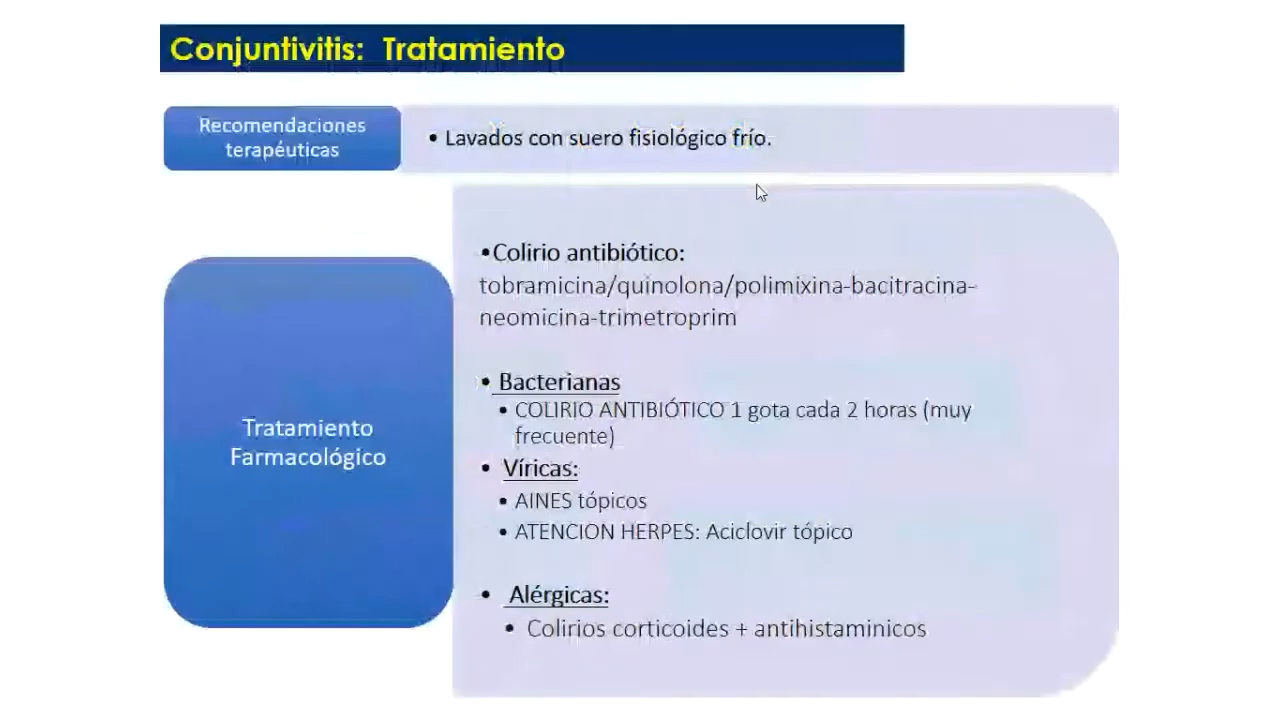 Conjuntivitis: Tratamiento
Recomendaciones
terapéuticas
• Lavados con suero fisiológico frío.
Tratamiento
Farmacológico
•Colirio antibiótico:
tobramicina/quinolona/polimixina-bacitracina-
neomicina-trimetroprim
• Bacterianas
• COLIRIO ANTIBIÓTICO 1 gota cada 2 horas (muy
frecuente)
• Víricas:
• AINES tópicos
• ATENCION HERPES: Aciclovir tópico
• Alérgicas:
• Colirios corticoides + antihistaminicos